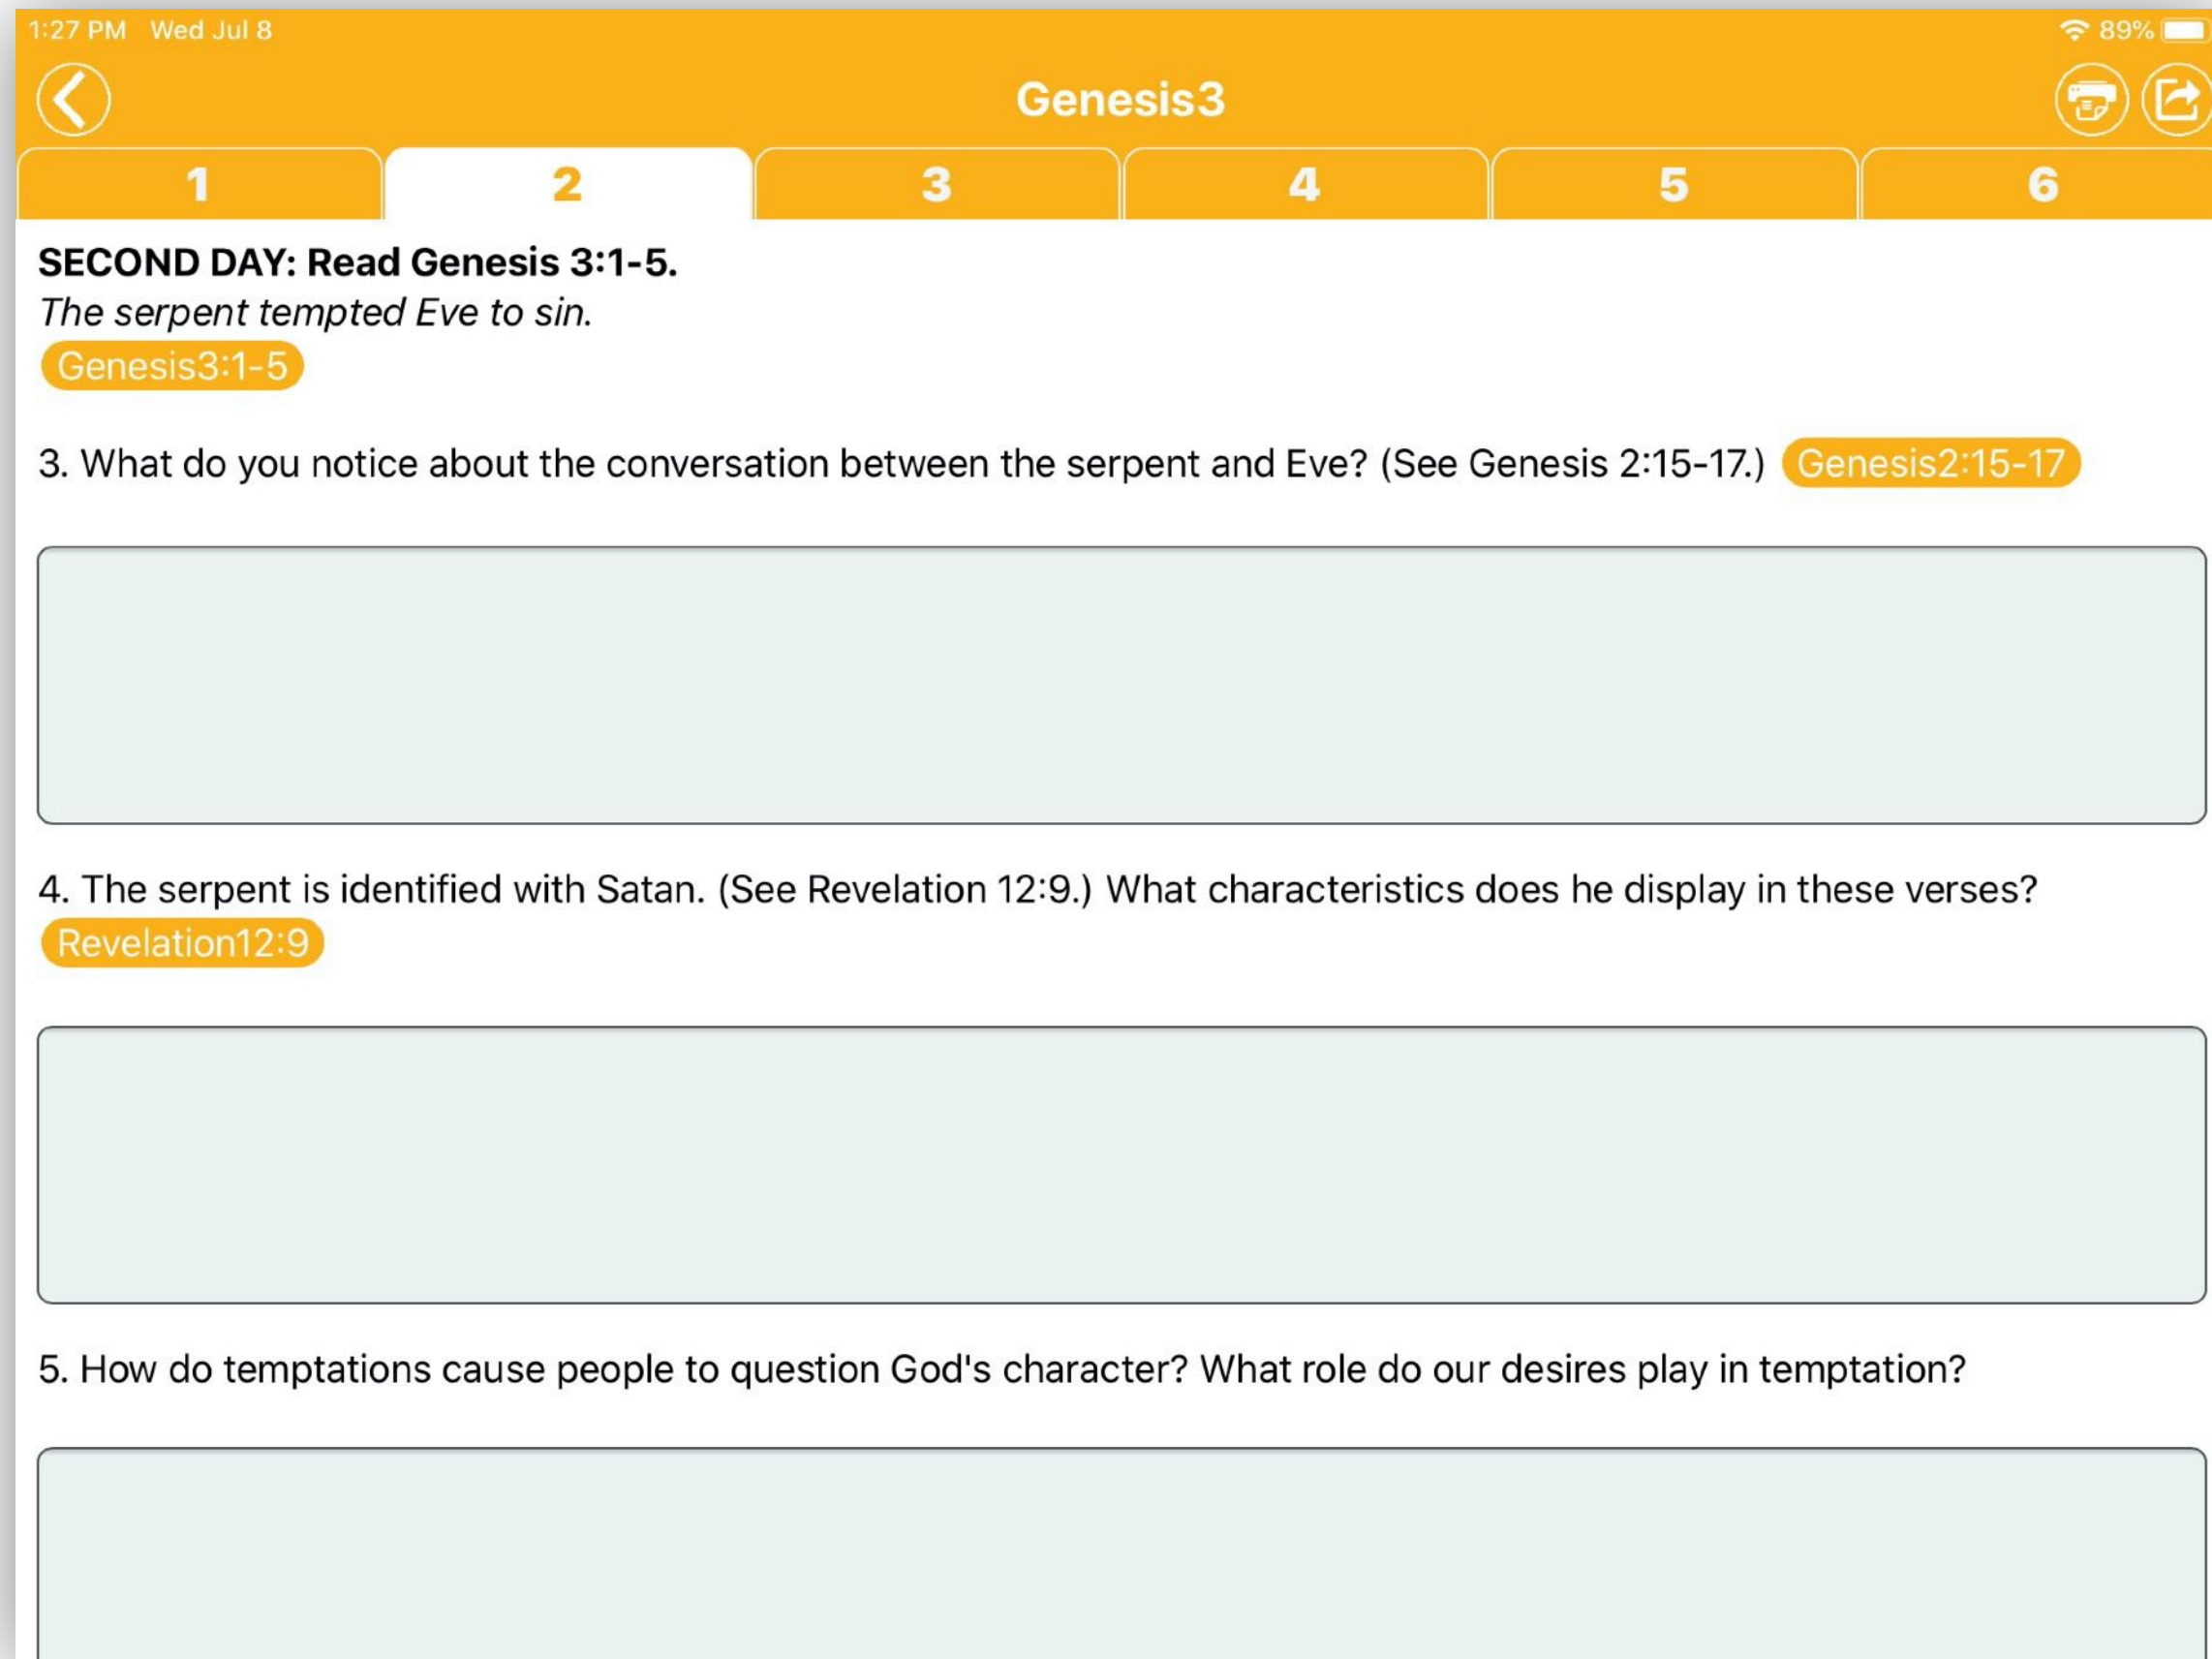 1:27 PM Wed Jul 8 89%
Genesis3
1 2 3 4 5 6
SECOND DAY: Read Genesis 3:1-5.
The serpent tempted Eve to sin.
Genesis3:1-5
3. What do you notice about the conversation between the serpent and Eve? (See Genesis 2:15-17.) Genesis2:15-17
4. The serpent is identified with Satan. (See Revelation 12:9.) What characteristics does he display in these verses?
Revelation12:9
5. How do temptations cause people to question God's character? What role do our desires play in temptation?